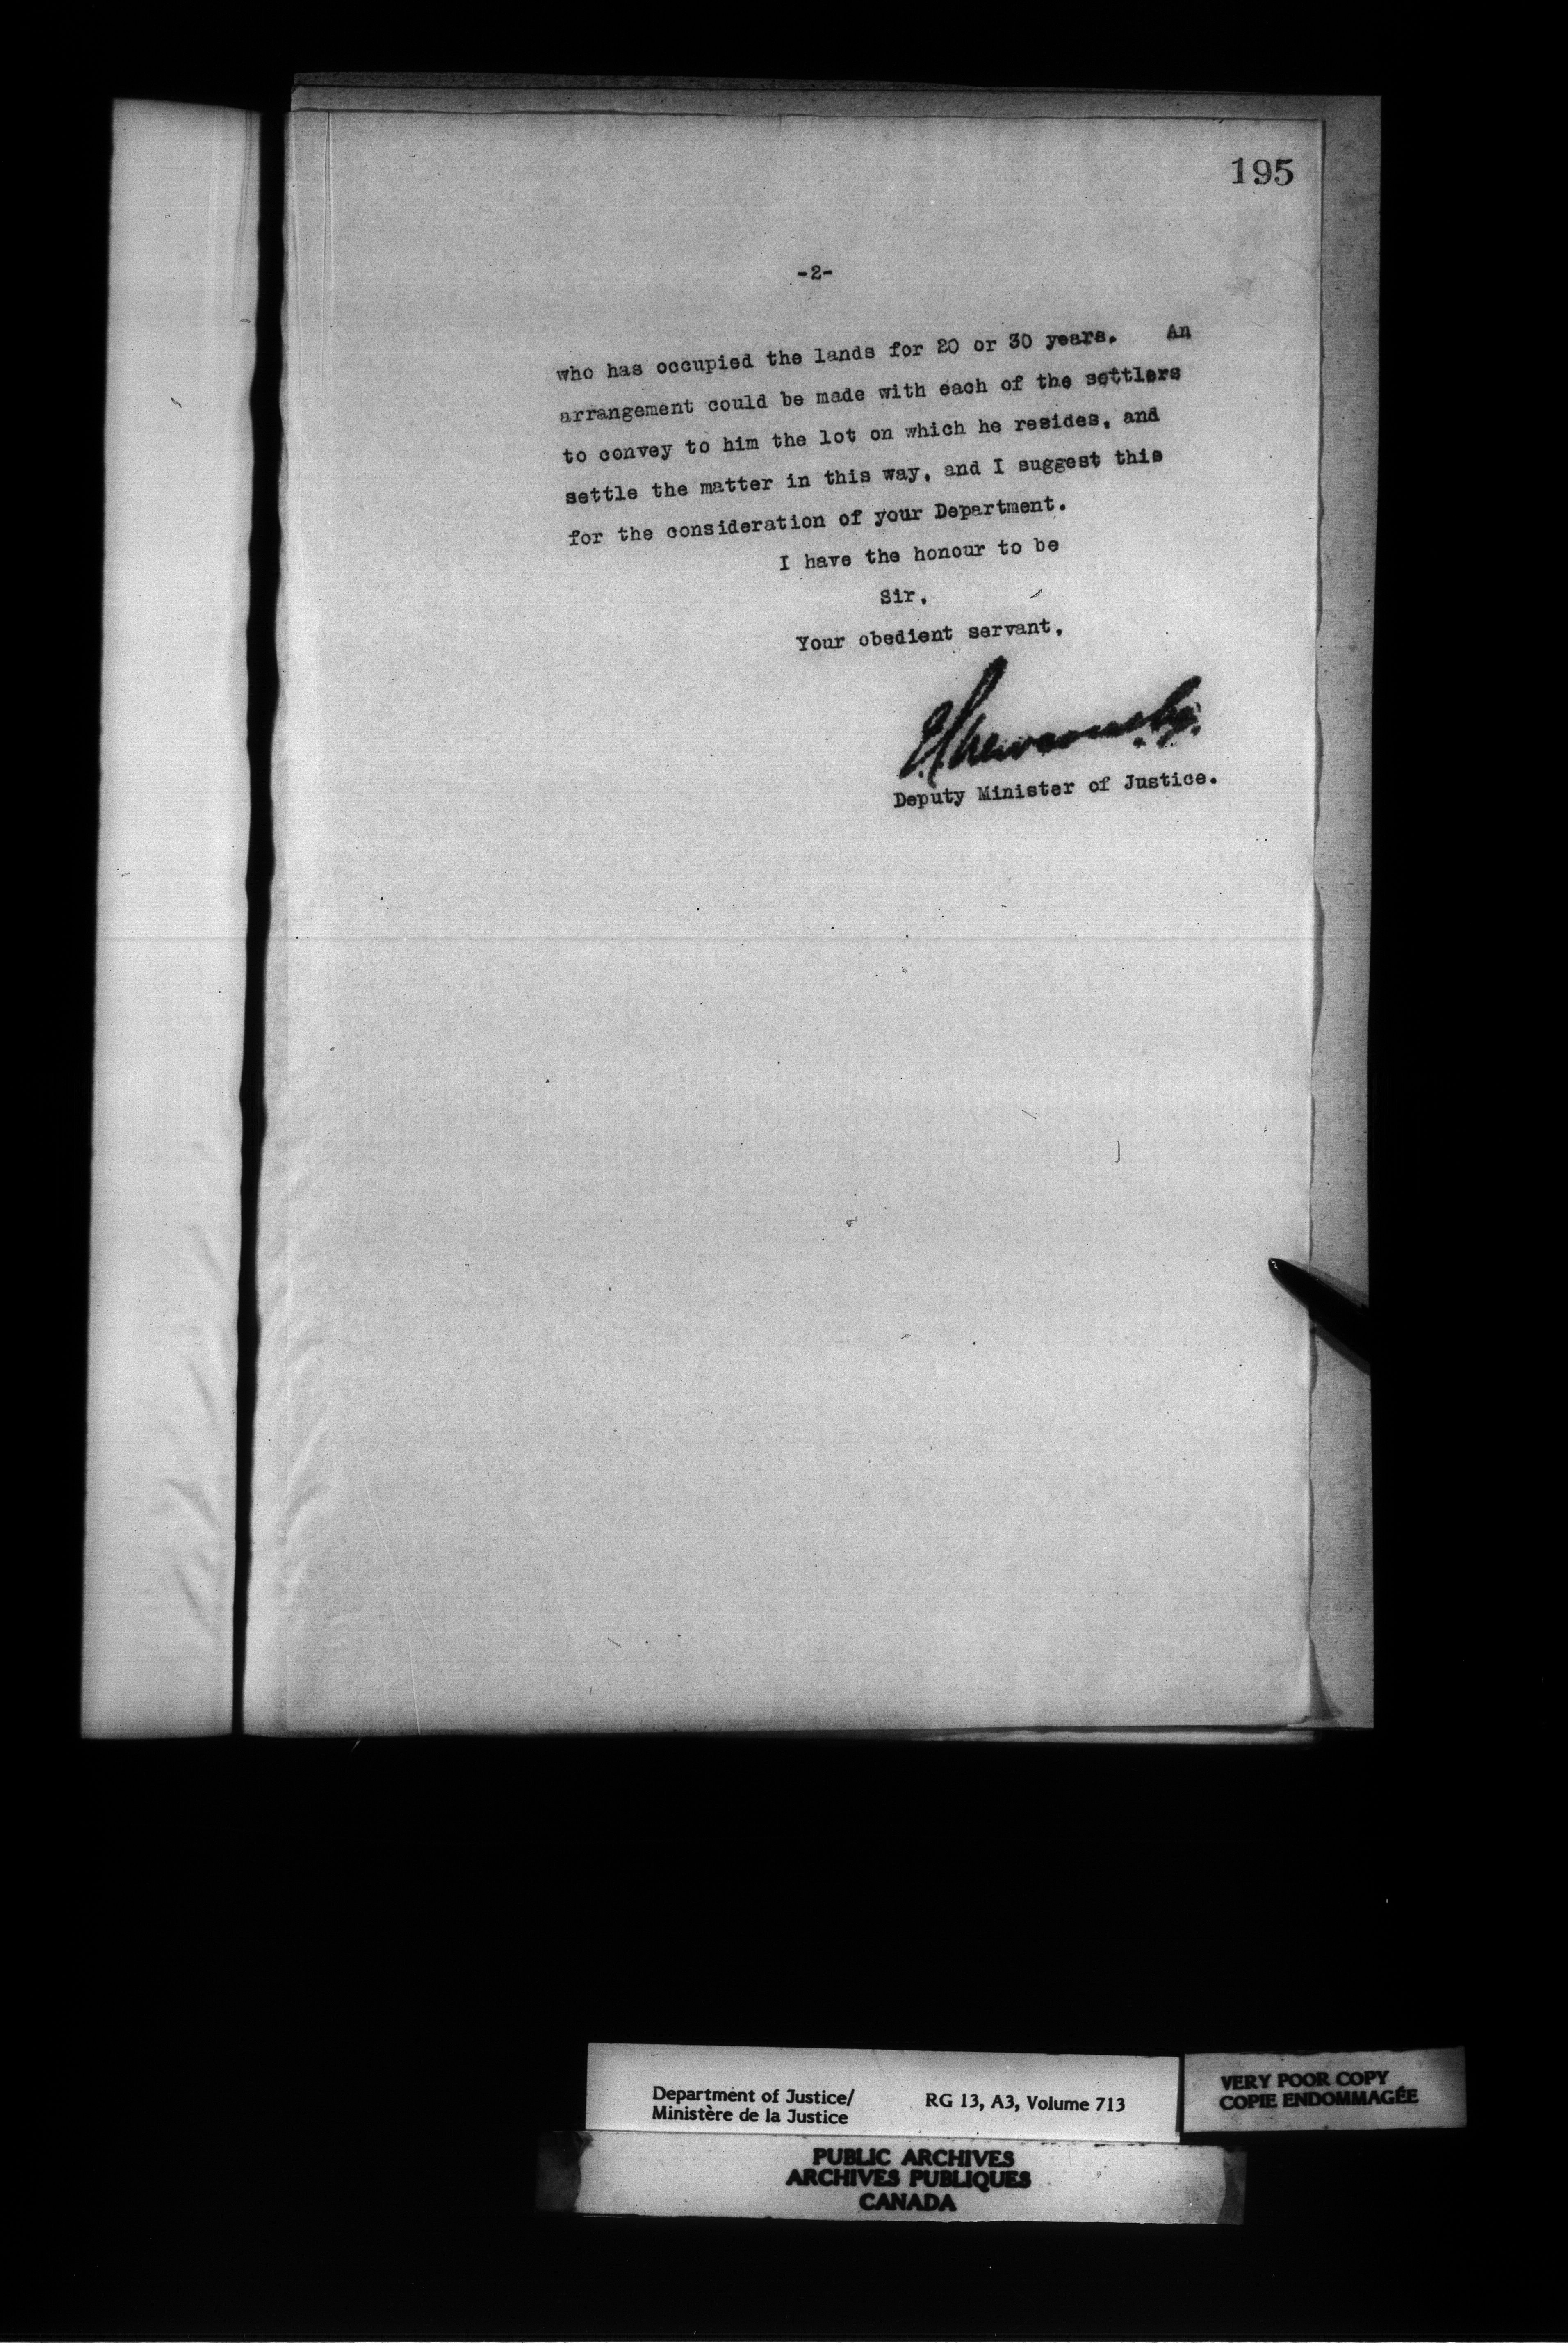 195
-2-
who has occupied the lands for 20 or 30 years. An
arrangement could be made with each of the settlers
to convey to him the lot on which he resides, and
settle the matter in this way, and I suggest this
for the consideration of your Department.
I have the honour to be
Sir,
Your obedient servant,
Deputy Minister of Justice.
Department of Justice/
Ministère de la Justice
RG 13, A3, Volume 713
VERY POOR COPY
COPIE ENDOMMAGÉE
PUBLIC ARCHIVES
ARCHIVES PUBLIQUES
CANADA